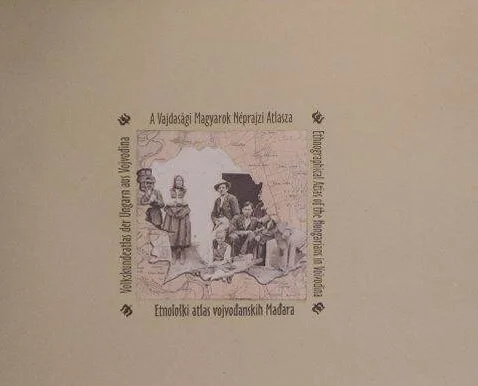 A Vajdasági Magyarok Néprajzi Atlasza
Volkskundeatlas der Ungarn aus Vojvodina
Ethnographical Atlas of the Hungarians in Vojvodina
Etnološki atlas vojvođanskih Mađara